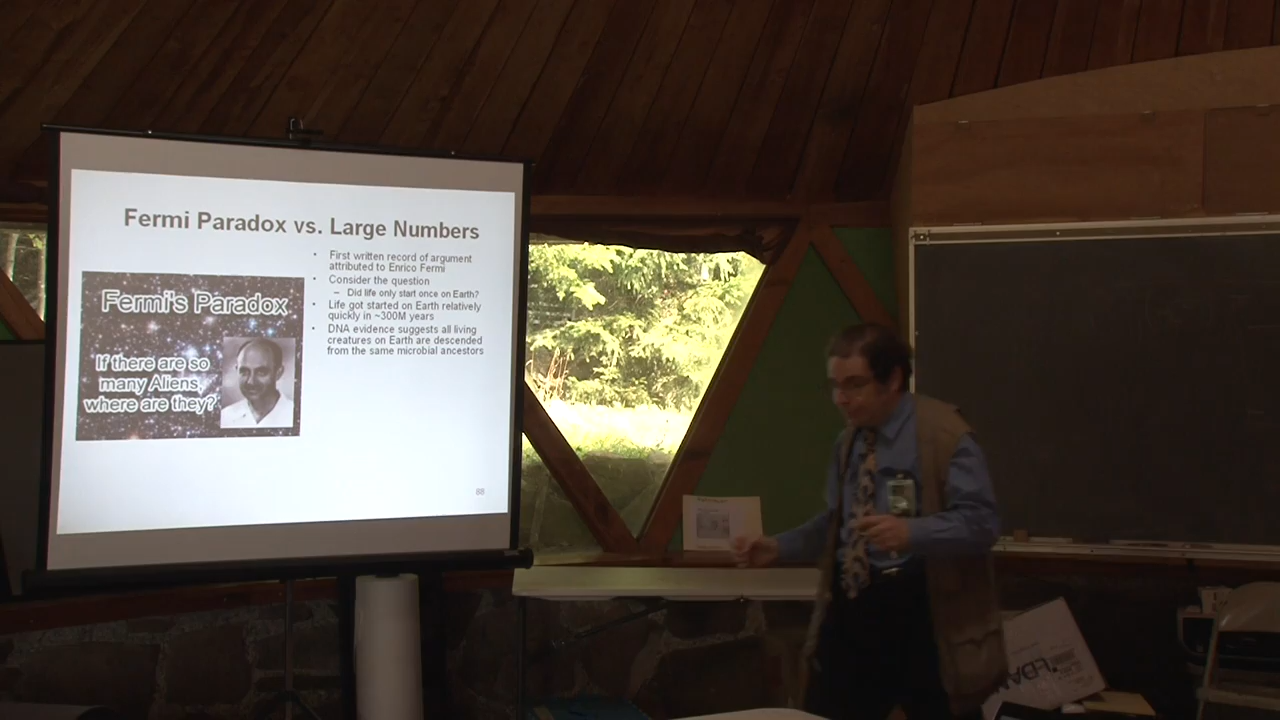 Fermi Paradox vs. Large Numbers
Fermi's Paradox
If there are so
many Aliens,
where are they?
• First written record of argument
attributed to Enrico Fermi
• Consider the question
– Did life only start once on Earth?
• Life got started on Earth relatively
quickly in ~300M years
• DNA evidence suggests all living
creatures on Earth are descended
from the same microbial ancestors
88